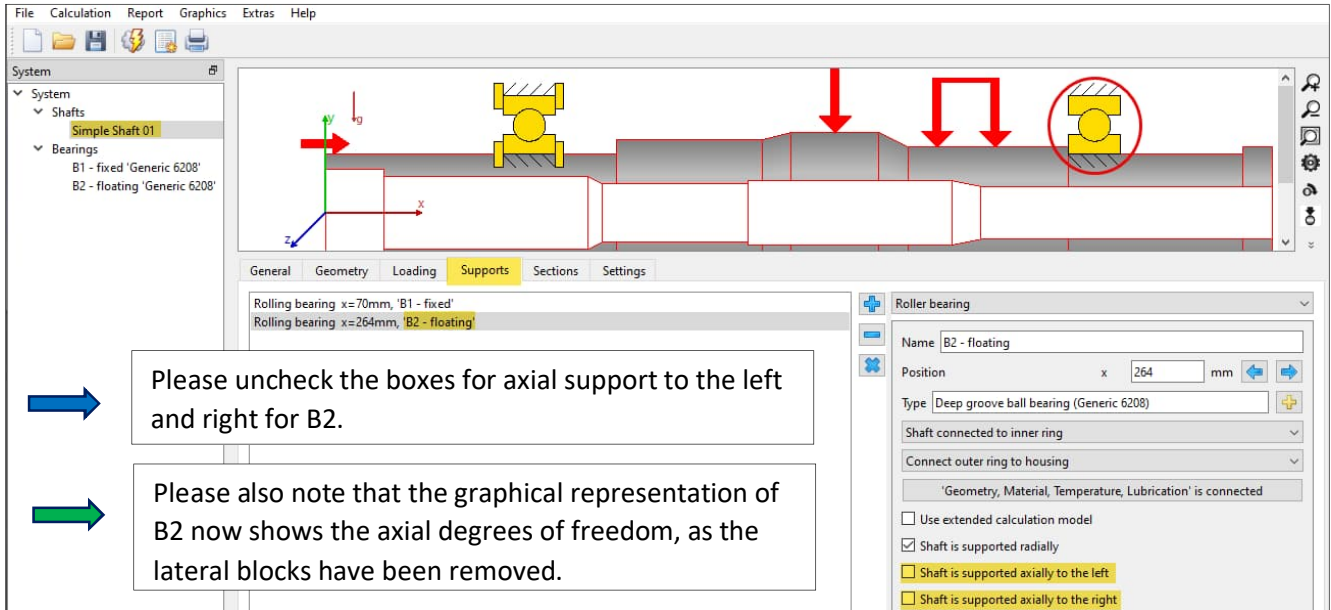 File Calculation Report Graphics Extras Help
System
System
Shafts
Simple Shaft 01
Bearings
B1 - fixed 'Generic 6208'
B2 - floating 'Generic 6208'
y
g
x
z
General Geometry Loading Supports Sections Settings
Rolling bearing x=70mm, 'B1 - fixed'
Rolling bearing x=264mm, 'B2 - floating'
Please uncheck the boxes for axial support to the left
and right for B2.
Please also note that the graphical representation of
B2 now shows the axial degrees of freedom, as the
lateral blocks have been removed.
Roller bearing
Name B2 - floating
Position x 264 mm
Type Deep groove ball bearing (Generic 6208)
Shaft connected to inner ring
Connect outer ring to housing
'Geometry, Material, Temperature, Lubrication' is connected
Use extended calculation model
Shaft is supported radially
Shaft is supported axially to the left
Shaft is supported axially to the right